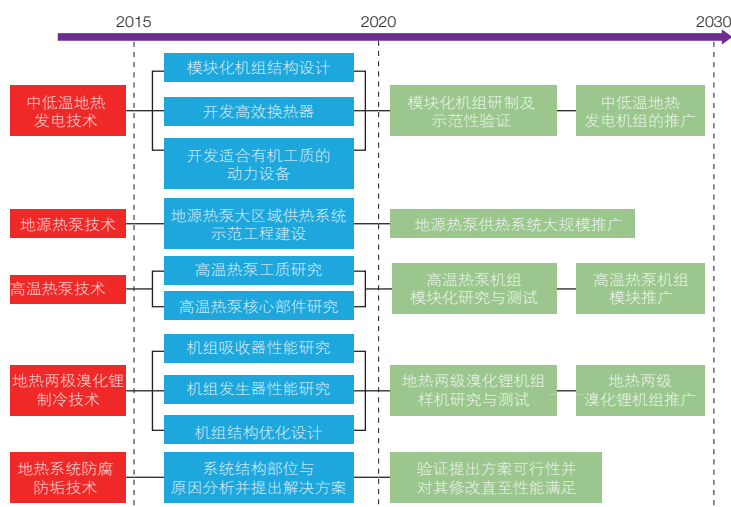 2015
2020
2030
中低温地热
发电技术
模块化机组结构设计
开发高效换热器
开发适合有机工质的
动力设备
模块化机组研制及
示范性验证
中低温地热
发电机组的推广
地源热泵技术
地源热泵大区域供热系统
示范工程建设
地源热泵供热系统大规模推广
高温热泵技术
高温热泵工质研究
高温热泵核心部件研究
高温热泵机组
模块化研究与测试
高温热泵机组
模块推广
地热两极溴化锂
制冷技术
机组吸收器性能研究
机组发生器性能研究
机组结构优化设计
地热两级溴化锂机组
样机研究与测试
地热两级
溴化锂机组推广
地热系统防腐
防垢技术
系统结构部位与
原因分析并提出解决方案
验证提出方案可行性并
对其修改直至性能满足